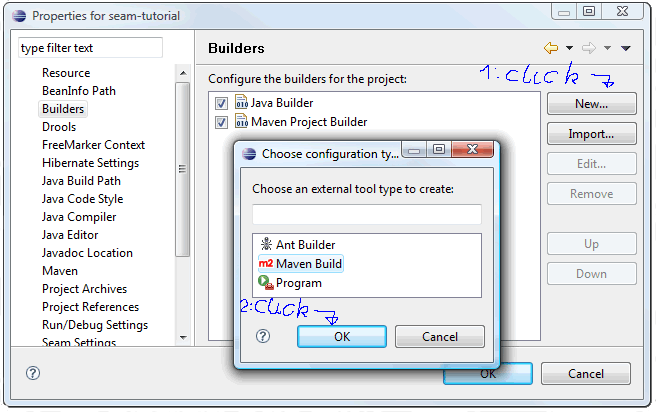 Properties for seam-tutorial
type filter text
Resource
BeanInfo Path
Builders
Drools
FreeMarker Context
Hibernate Settings
Java Build Path
Java Code Style
Java Compiler
Java Editor
Javadoc Location
Maven
Project Archives
Project References
Run/Debug Settings
Seam Settings
Builders
1: click
Configure the builders for the project:
Java Builder
Maven Project Builder
New...
Import...
Edit...
Remove
Up
Down
Choose configuration ty...
Choose an external tool type to create:
Ant Builder
m2 Maven Build
Program
2: click
OK
Cancel
OK
Cancel